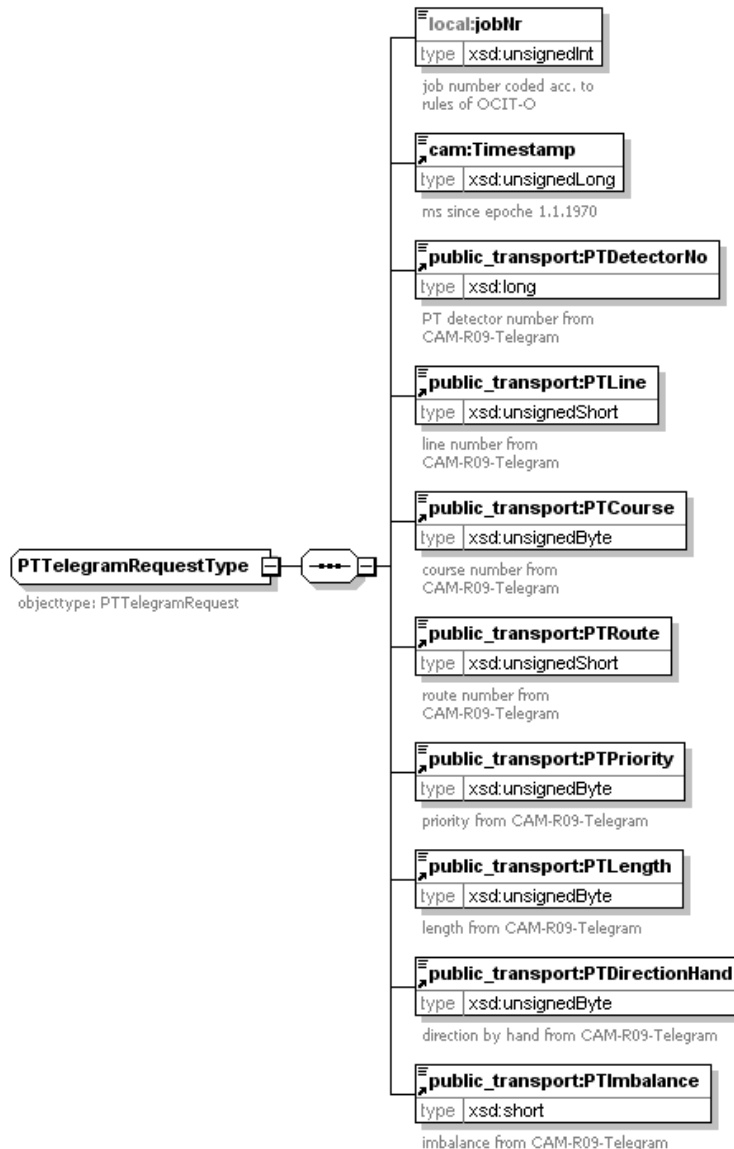 local:jobNr
type xsd:unsignedInt
job number coded acc. to
rules of OCIT-O
cam:Timestamp
type xsd:unsignedLong
ms since epoche 1.1.1970
public_transport:PTDetectorNo
type xsd:long
PT detector number from
CAM-R09-Telegram
public_transport:PTLine
type xsd:unsignedShort
line number from
CAM-R09-Telegram
public_transport:PTCourse
type xsd:unsignedByte
course number from
CAM-R09-Telegram
PTTelegramRequestType
objecttype: PTTelegramRequest
public_transport:PTRoute
type xsd:unsignedShort
route number from
CAM-R09-Telegram
public_transport:PTPriority
type xsd:unsignedByte
priority from CAM-R09-Telegram
public_transport:PTLength
type xsd:unsignedByte
length from CAM-R09-Telegram
public_transport:PTDirectionHand
type xsd:unsignedByte
direction by hand from CAM-R09-Telegram
public_transport:PTImbalance
type xsd:short
imbalance from CAM-R09-Telegram